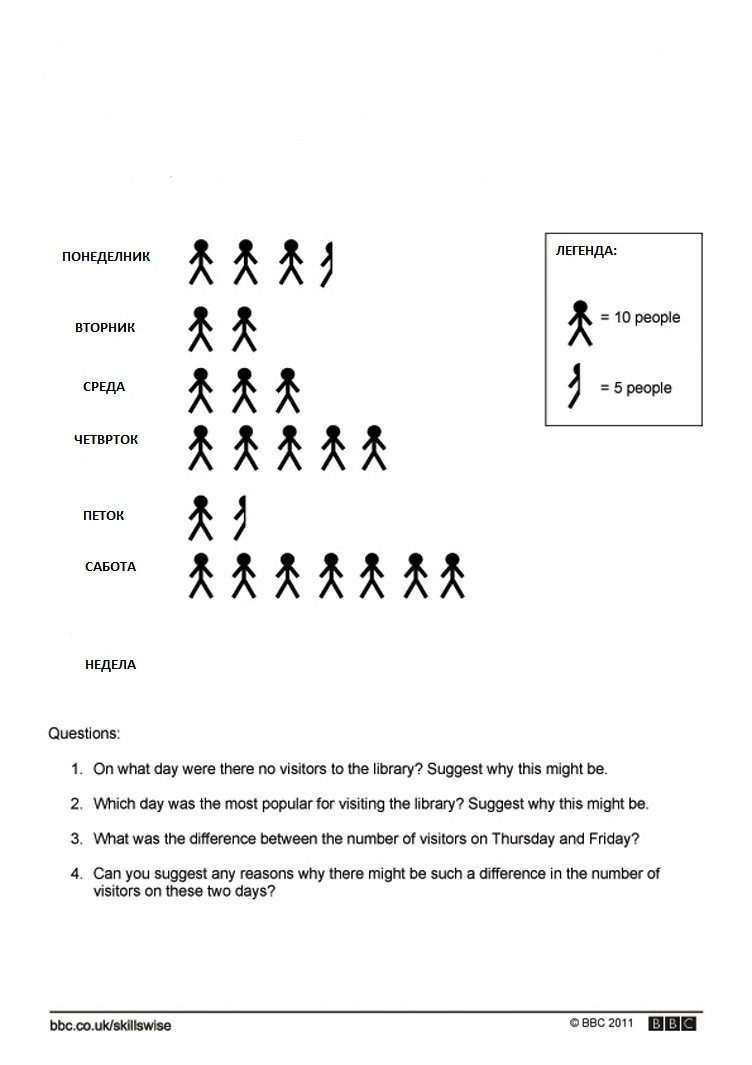 ПОНЕДЕЛНИК
ЛЕГЕНДА:
= 10 people
ВТОРНИК
СРЕДА
= 5 people
ЧЕТВРТОК
ПЕТОК
САБОТА
НЕДЕЛА
Questions:
1. On what day were there no visitors to the library? Suggest why this might be.
2. Which day was the most popular for visiting the library? Suggest why this might be.
3. What was the difference between the number of visitors on Thursday and Friday?
4. Can you suggest any reasons why there might be such a difference in the number of
visitors on these two days?
bbc.co.uk/skillswise
© BBC 2011 BBC